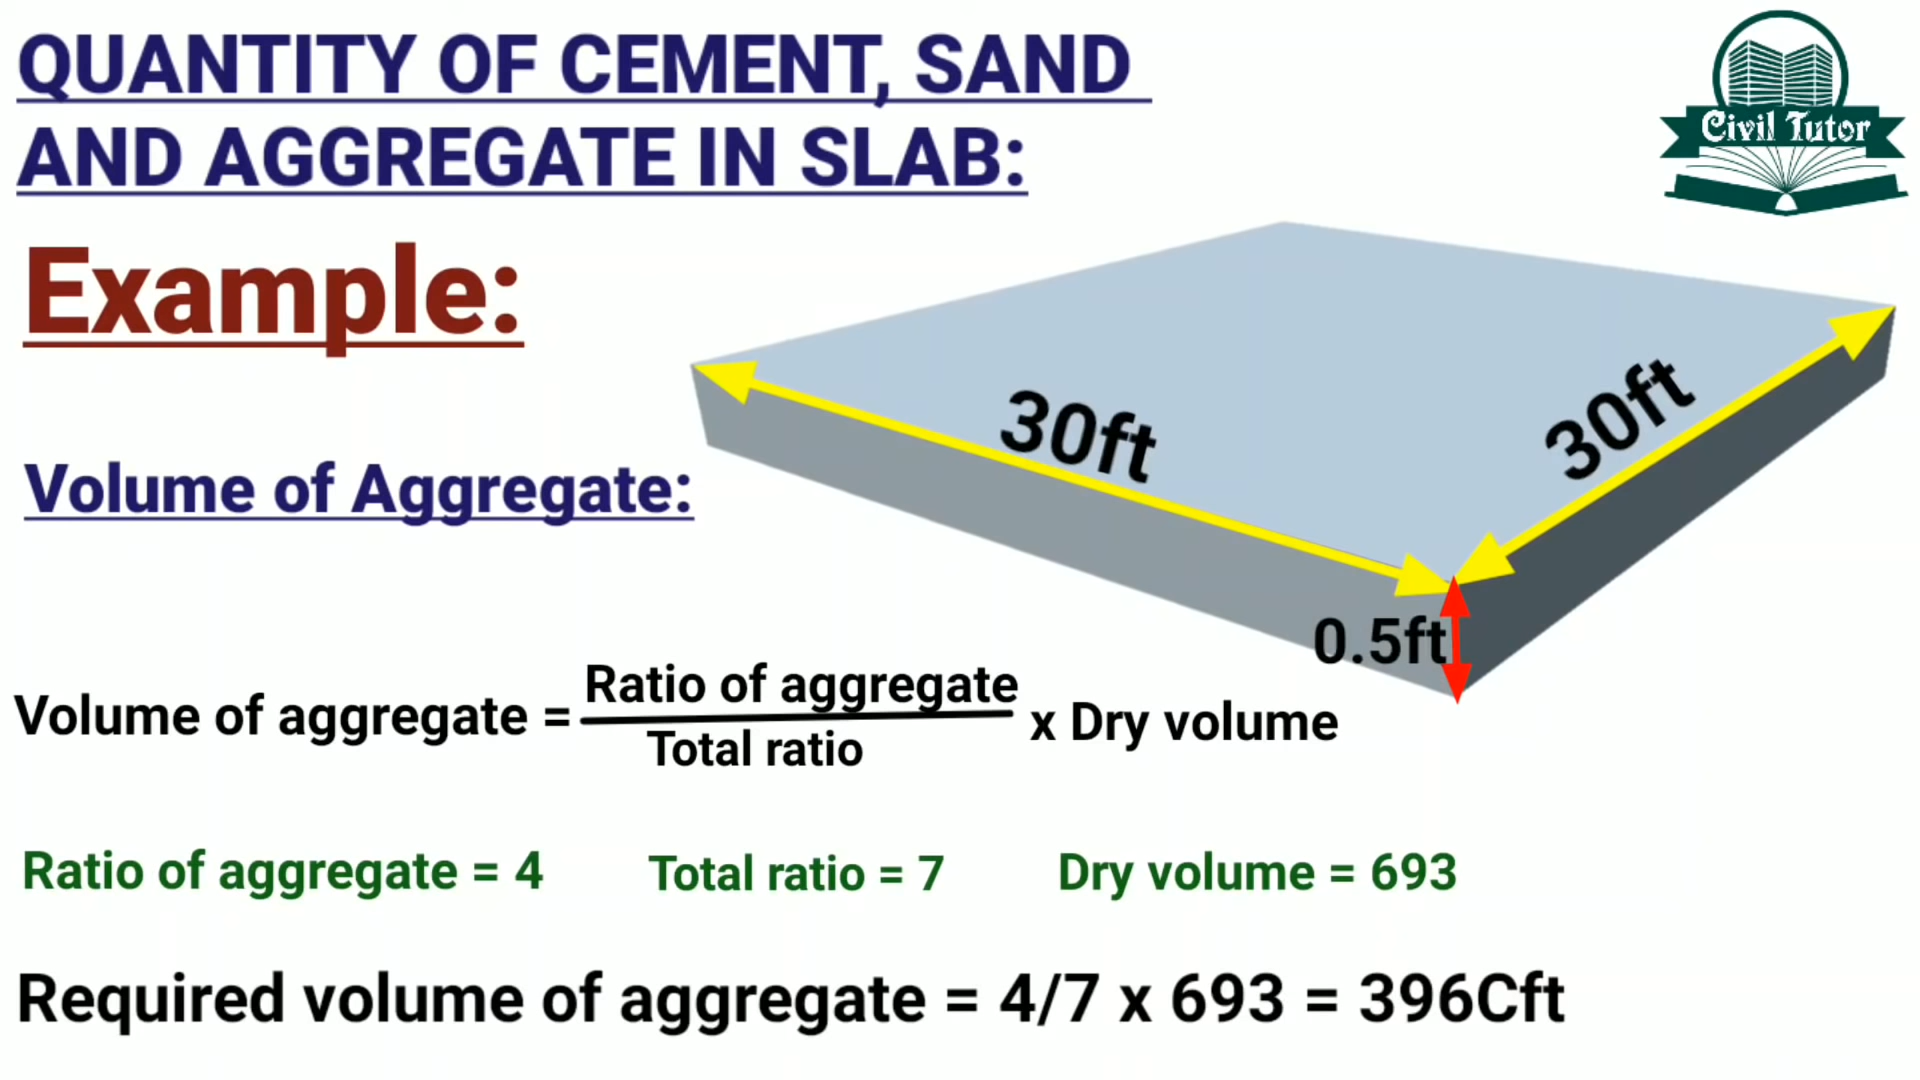 QUANTITY OF CEMENT, SAND
AND AGGREGATE IN SLAB:
Civil Tutor
Example:
30ft
30ft
Volume of Aggregate:
0.5ft
Volume of aggregate = Ratio of aggregate
Total ratio
x Dry volume
Ratio of aggregate = 4 Total ratio = 7 Dry volume = 693
Required volume of aggregate = 4/7 x 693 = 396Cft